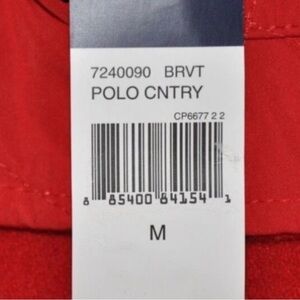 7240090 BRVT
POLO CNTRY
CP6677 2 2
8 85400 84154 1
M